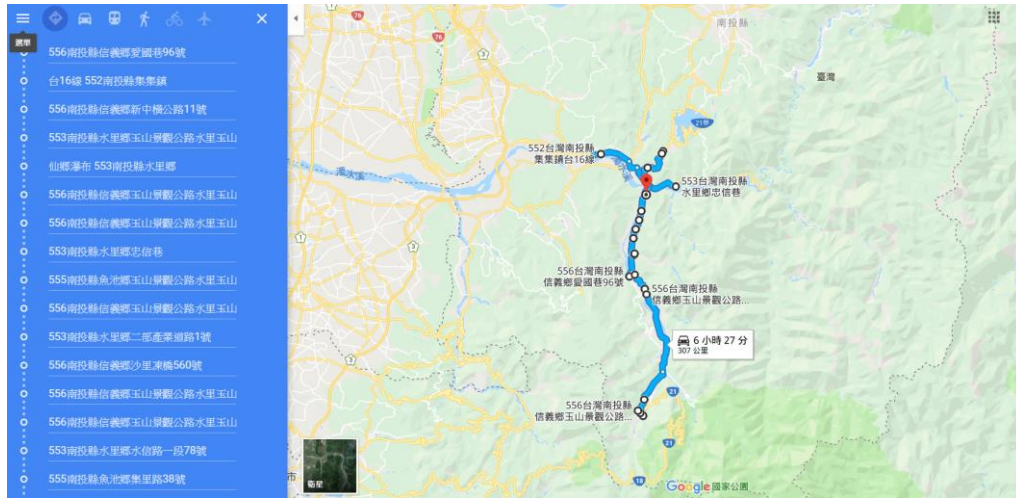 選單
556南投縣信義鄉愛國巷96號
台16線 552南投縣集集鎮
556南投縣信義鄉新中橫公路11號
553南投縣水里鄉玉山景觀公路水里玉山
仙鄉瀑布 553南投縣水里鄉
556南投縣信義鄉玉山景觀公路水里玉山
556南投縣信義鄉玉山景觀公路水里玉山
553南投縣水里鄉忠信巷
555南投縣魚池鄉玉山景觀公路水里玉山
556南投縣信義鄉玉山景觀公路水里玉山
553南投縣水里鄉二部產業道路1號
556南投縣信義鄉沙里凍橋560號
556南投縣信義鄉玉山景觀公路水里玉山
556南投縣信義鄉玉山景觀公路水里玉山
553南投縣水里鄉水信路一段78號
555南投縣魚池鄉集里路38號
76
76
南投縣
臺灣
21甲
552台灣南投縣
集集鎮台16線
553台灣南投縣
水里鄉忠信巷
濁水溪
1
3
556台灣南投縣
信義鄉愛國巷96號
556台灣南投縣
信義鄉玉山景觀公路...
6 小時 27 分
307 公里
556台灣南投縣
信義鄉玉山景觀公路...
21
21
18
3
市
衛星
Google
國家公園